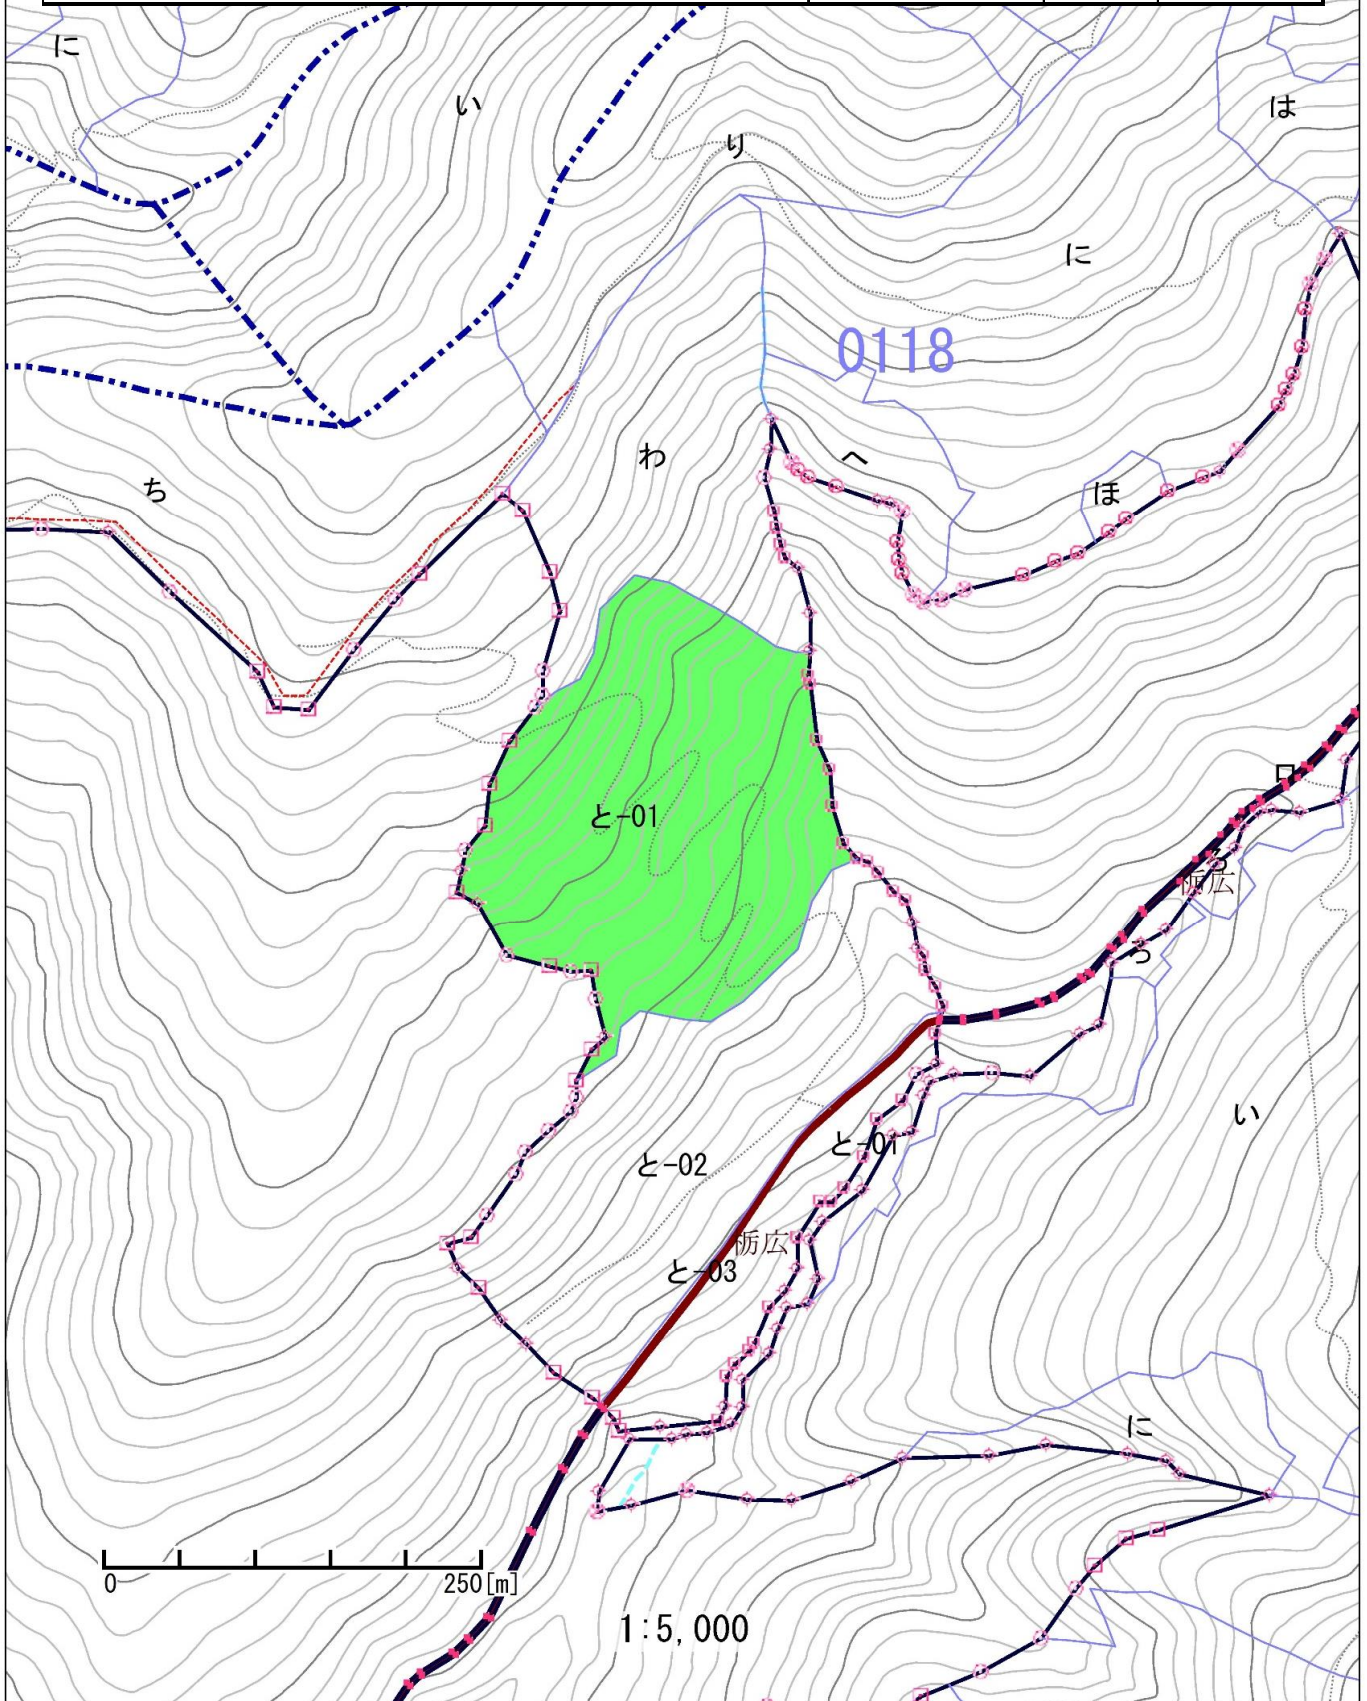 に
い
は
り
に
0118
わ
へ
ち
ほ
と-01
ろ
栃広
ろ
い
と-01
と-02
栃広
と-03
に
0
250[m]
1:5,000